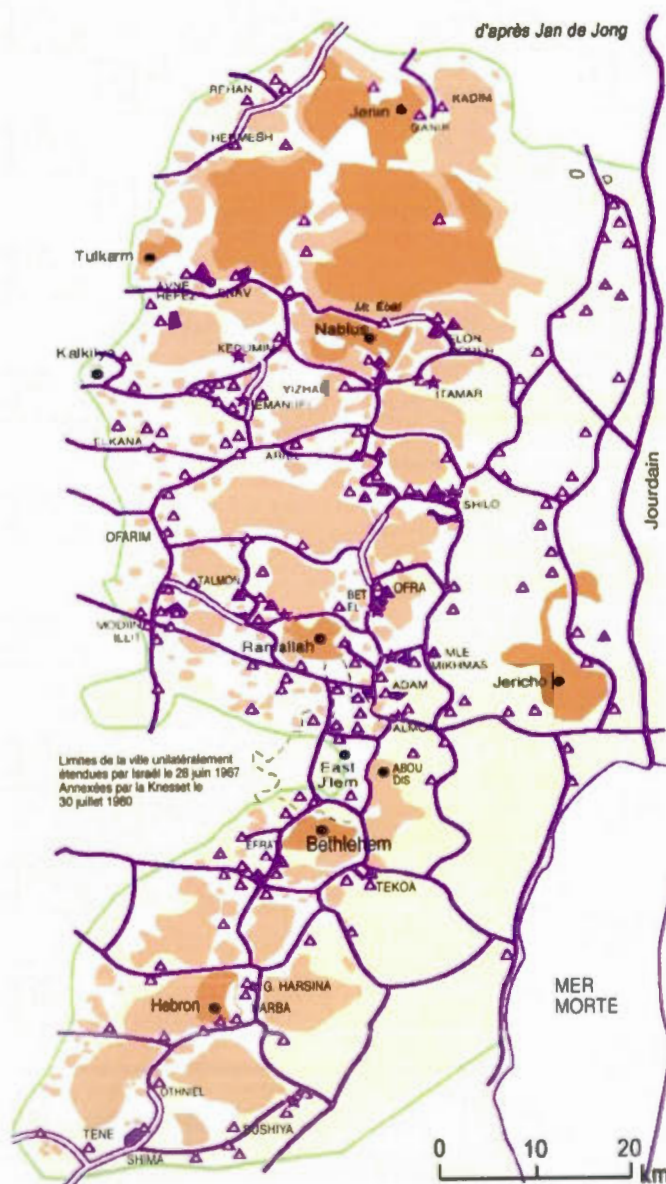 d'après Jan de Jong
REHAN
KADIM
Jenin
GANIM
HERMESH
Tulkarm
AVNE
HEFEZ
ENAV
Mt Ebal
Nablus
ELON
KEDUMIM
Kalkilya
YIZHAR
ITAMAR
EMANUEL
ELKANA
ARIEL
SHILO
Jourdain
OFARIM
TALMON
BET
EL
OFRA
MODIIN
ILLIT
Ramallah
MLE
MIKHMAS
Jericho
ADAM
ALMON
Limites de la ville unilatéralement
étendues par Israël le 28 juin 1967
Annexées par la Knesset le
30 juillet 1980
East
J'lem
ABOU
DIS
EFRAT
Bethlehem
TEKOA
G. HARSINA
ARBA
Hebron
MER
MORTE
OTHNIEL
TENE
SUSHIYA
SHIMA
0 10 20
km